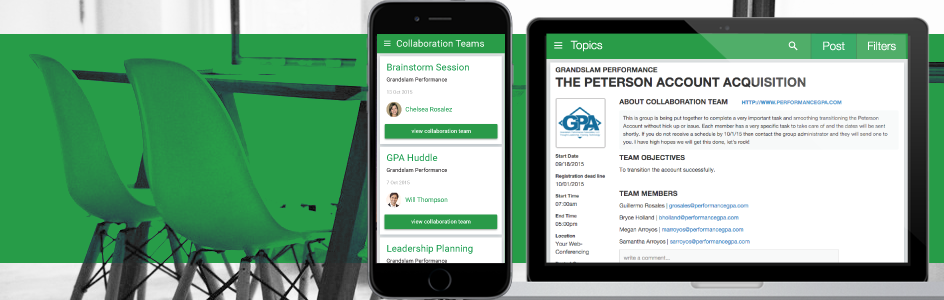 Collaboration Teams
Brainstorm Session
Grandslam Performance
Chelsea Rosalez
view collaboration team
GPA Huddle
Grandslam Performance
7 Oct 2015
Will Thompson
view collaboration team
Leadership Planning
Grandslam Performance
Topics
Post
Filters
GRANDSLAM PERFORMANCE
THE PETERSON ACCOUNT ACQUISITION
GPA
ABOUT COLLABORATION TEAM HTTP://WWW.PERFORMANCEGPA.COM
This is group is being put together to complete a very important task and smoothing transitioning the Peterson
Account without hick up or issue. Each member has a very specific task to take care of and the dates will be sent
shortly. If you do not receive a schedule by 10/1/15 then contact the group administrator and they will send one to
you. I have high hopes we will get this done, let's rock!!
Start Date
09/18/2015
Registration dead line
10/01/2015
Start Time
07:00am
End Time
05:00pm
Location
Your Web-
Conferencing
TEAM OBJECTIVES
To transition the account successfully.
TEAM MEMBERS
Guillermo Rosales | grosales@performancegpa.com
Bryce Holland | bholland@performancegpa.com
Megan Arroyos | marroyos@performancegpa.com
Samantha Arroyos | sarroyos@performancegpa.com
write a comment...